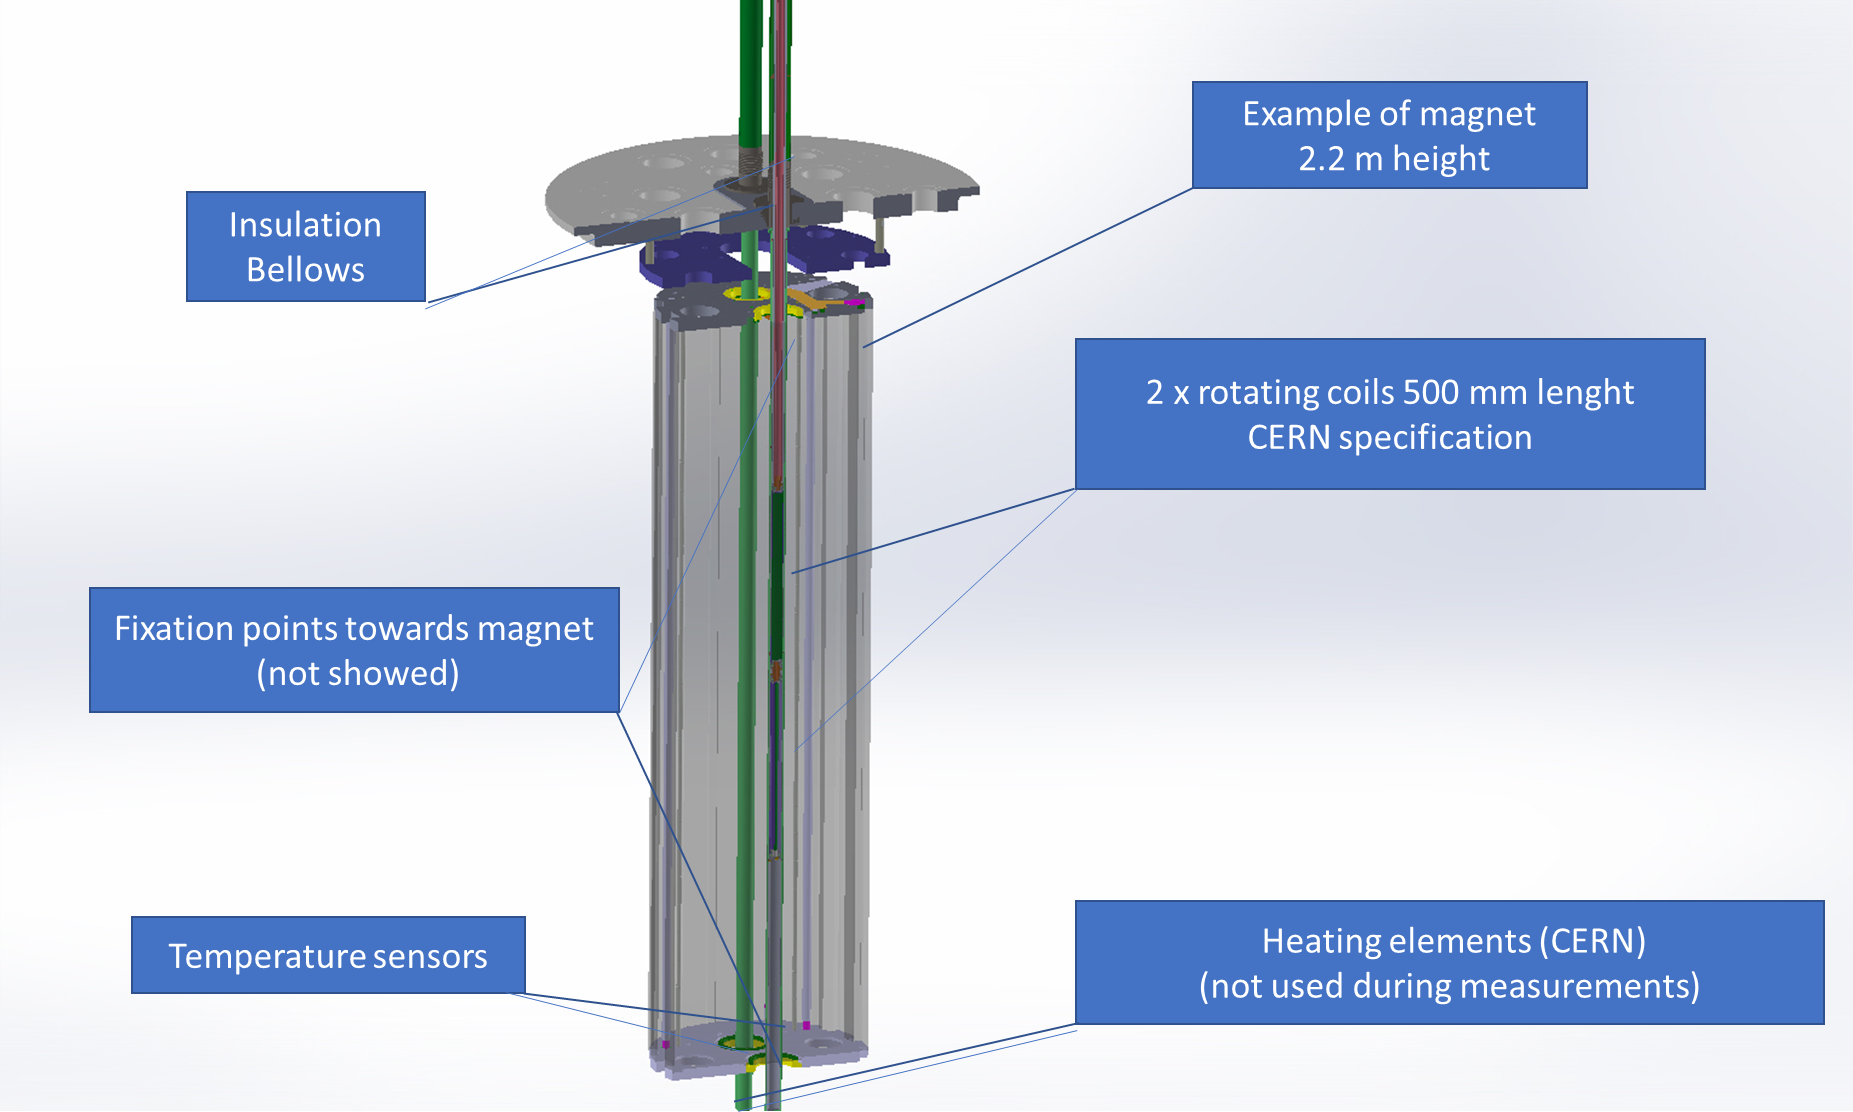 Example of magnet
2.2 m height
Insulation
Bellows
2 x rotating coils 500 mm lenght
CERN specification
Fixation points towards magnet
(not showed)
Temperature sensors
Heating elements (CERN)
(not used during measurements)